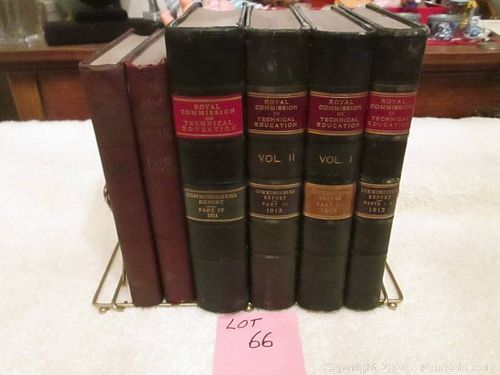 ROYAL
COMMISSION
ON
TECHNICAL
EDUCATION
COMMISSIONERS
REPORT
PART IV
1913
ROYAL
COMMISSION
ON
TECHNICAL
EDUCATION
VOL. II
COMMISSIONERS
REPORT
PART III
1913
ROYAL
COMMISSION
ON
TECHNICAL
EDUCATION
VOL. I
REPORT
1913
ROYAL
COMMISSION
ON
TECHNICAL
EDUCATION
COMMISSIONERS
REPORT
1913
LOT
66